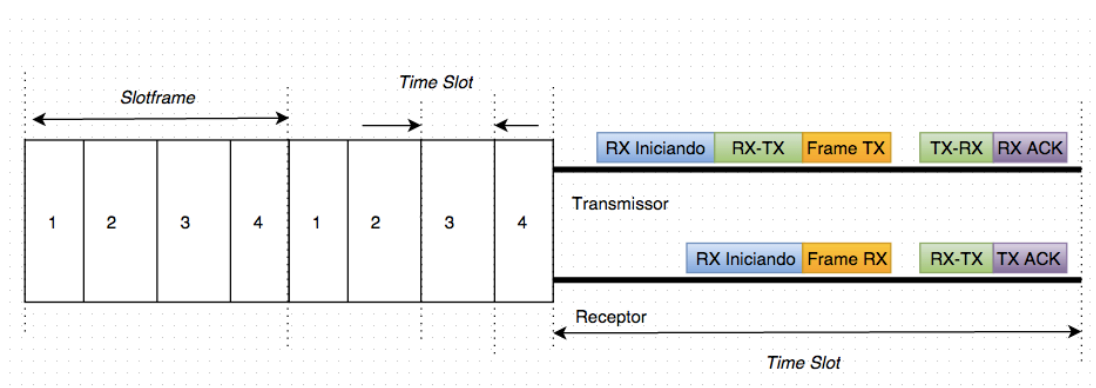 Slotframe
Time Slot
1 2 3 4 1 2 3 4
RX Iniciando RX-TX Frame TX TX-RX RX ACK
Transmissor
RX Iniciando Frame RX RX-TX TX ACK
Receptor
Time Slot